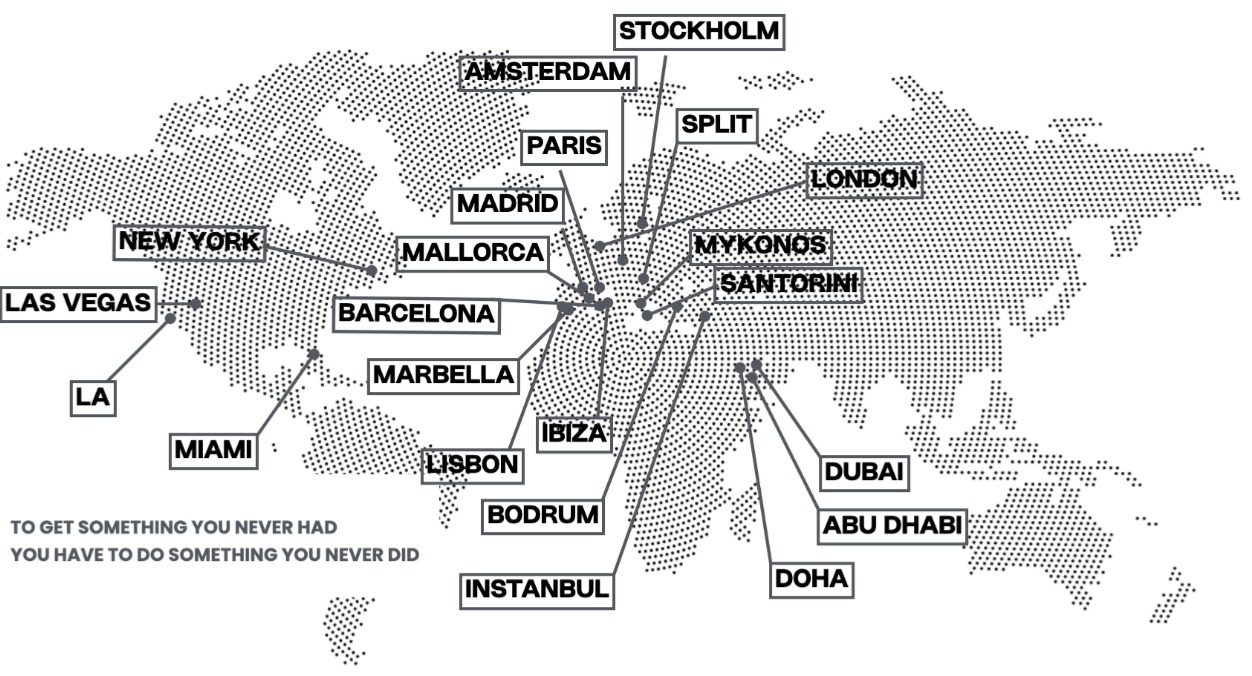 STOCKHOLM
AMSTERDAM
SPLIT
PARIS
LONDON
MADRID
NEW YORK
MALLORCA
MYKONOS
SANTORINI
LAS VEGAS
BARCELONA
MARBELLA
LA
IBIZA
MIAMI
LISBON
DUBAI
BODRUM
ABU DHABI
TO GET SOMETHING YOU NEVER HAD
YOU HAVE TO DO SOMETHING YOU NEVER DID
DOHA
INSTANBUL